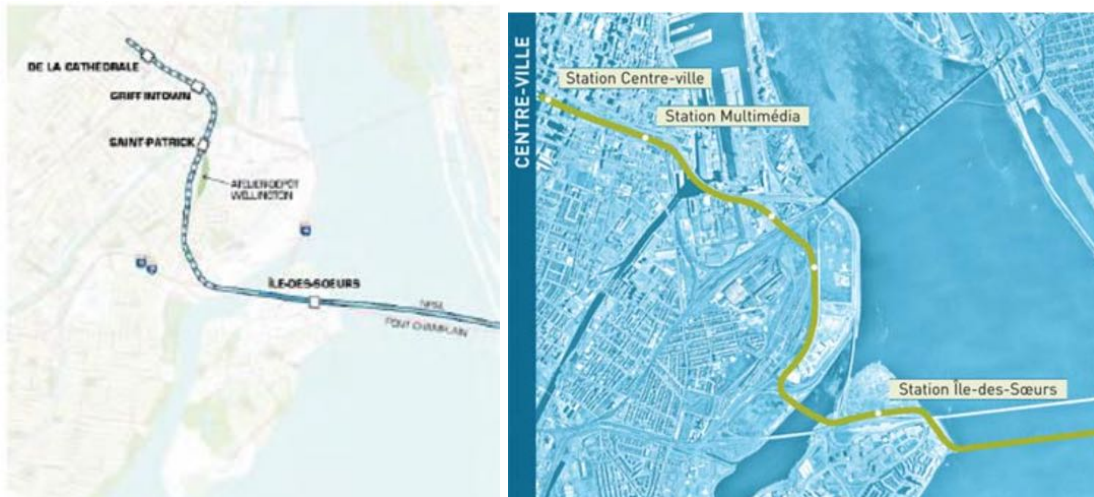 DE LA CATHÉDRALE
GRIFFINTOWN
SAINT-PATRICK
ATELIER-DÉPÔT
WELLINGTON
ÎLE-DES-SOEURS
NPSL
PONT CHAMPLAIN
CENTRE-VILLE
Station Centre-ville
Station Multimédia
Station Île-des-Sœurs